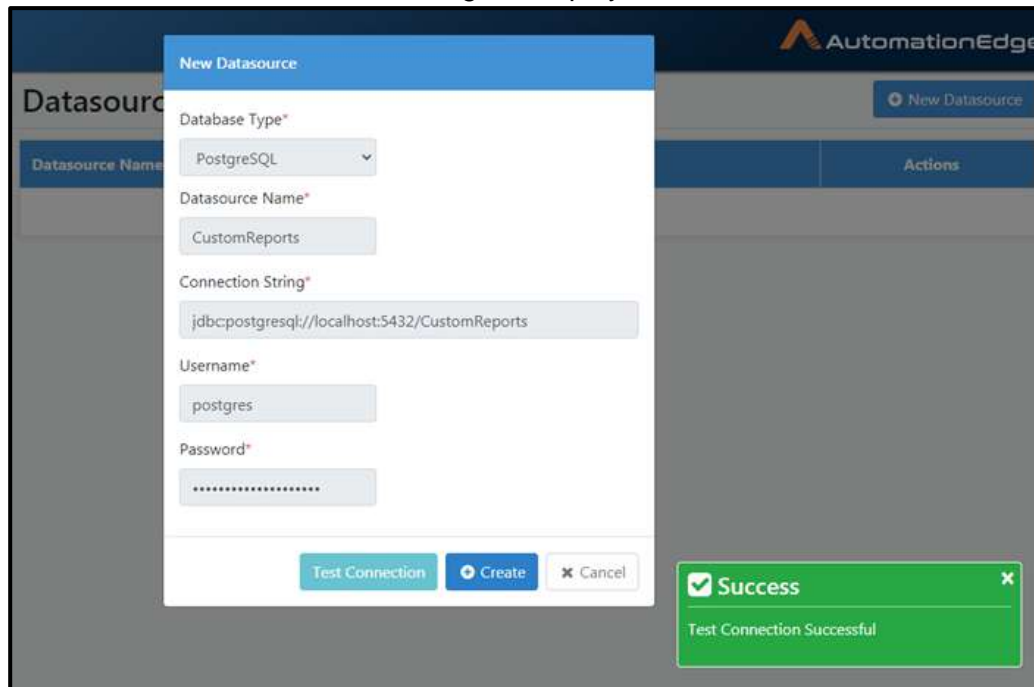 AutomationEdge
New Datasource
Datasourc
New Datasource
Database Type*
Datasource Name
Actions
PostgreSQL
Datasource Name*
CustomReports
Connection String*
jdbc:postgresql://localhost:5432/CustomReports
Username*
postgres
Password*
••••••••••••••••••••
Test Connection
Create
Cancel
Success
Test Connection Successful